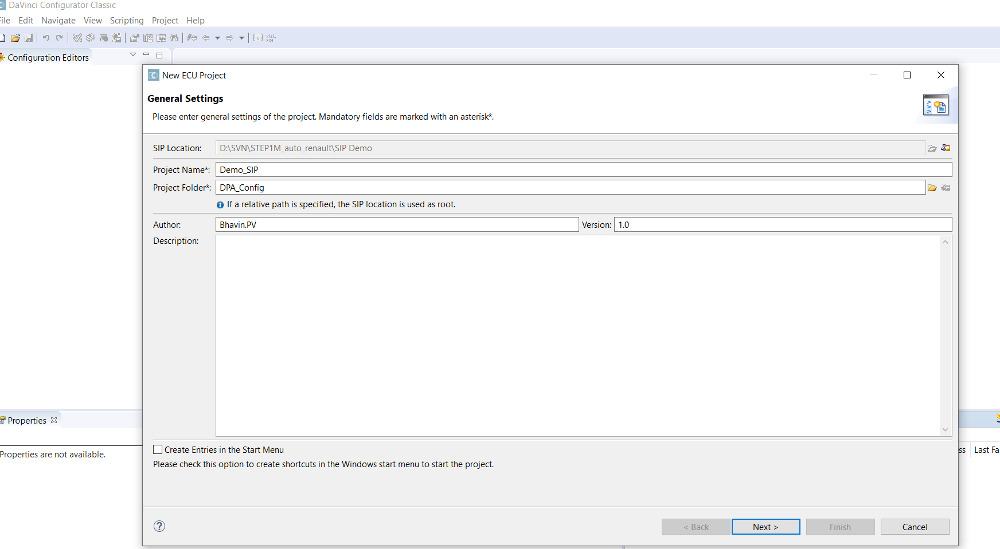 DaVinci Configurator Classic
File Edit Navigate View Scripting Project Help
Configuration Editors
New ECU Project
General Settings
Please enter general settings of the project. Mandatory fields are marked with an asterisk*.
SIP Location: D:\SVN\STEP1M_auto_renault\SIP Demo
Project Name*: Demo_SIP
Project Folder*: DPA_Config
If a relative path is specified, the SIP location is used as root.
Author: Bhavin.PV Version: 1.0
Description:
Properties
Properties are not available.
ss Last Fa
Create Entries in the Start Menu
Please check this option to create shortcuts in the Windows start menu to start the project.
< Back Next > Finish Cancel